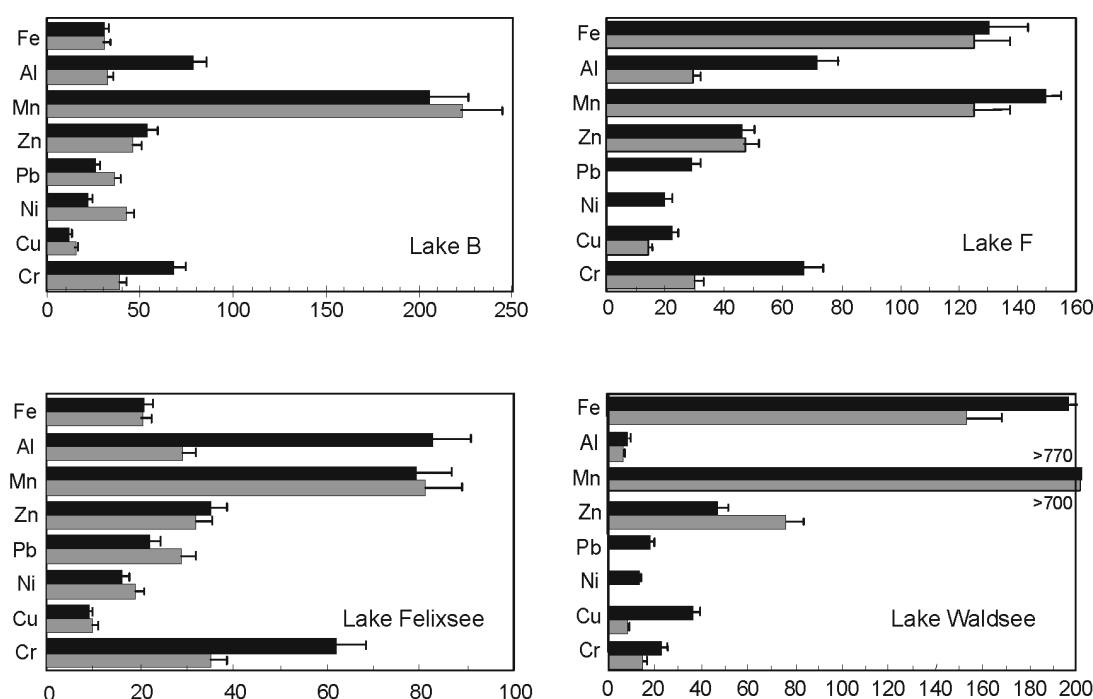 Fe
Al
Mn
Zn
Pb
Ni
Cu
Cr
Lake B
0 50 100 150 200 250
Fe
Al
Mn
Zn
Pb
Ni
Cu
Cr
Lake F
0 20 40 60 80 100 120 140 160
Fe
Al
Mn
Zn
Pb
Ni
Cu
Cr
Lake Felixsee
0 20 40 60 80 100
Fe
Al
>770
Mn
>700
Zn
Pb
Ni
Cu
Cr
Lake Waldsee
0 20 40 60 80 100 120 140 160 200